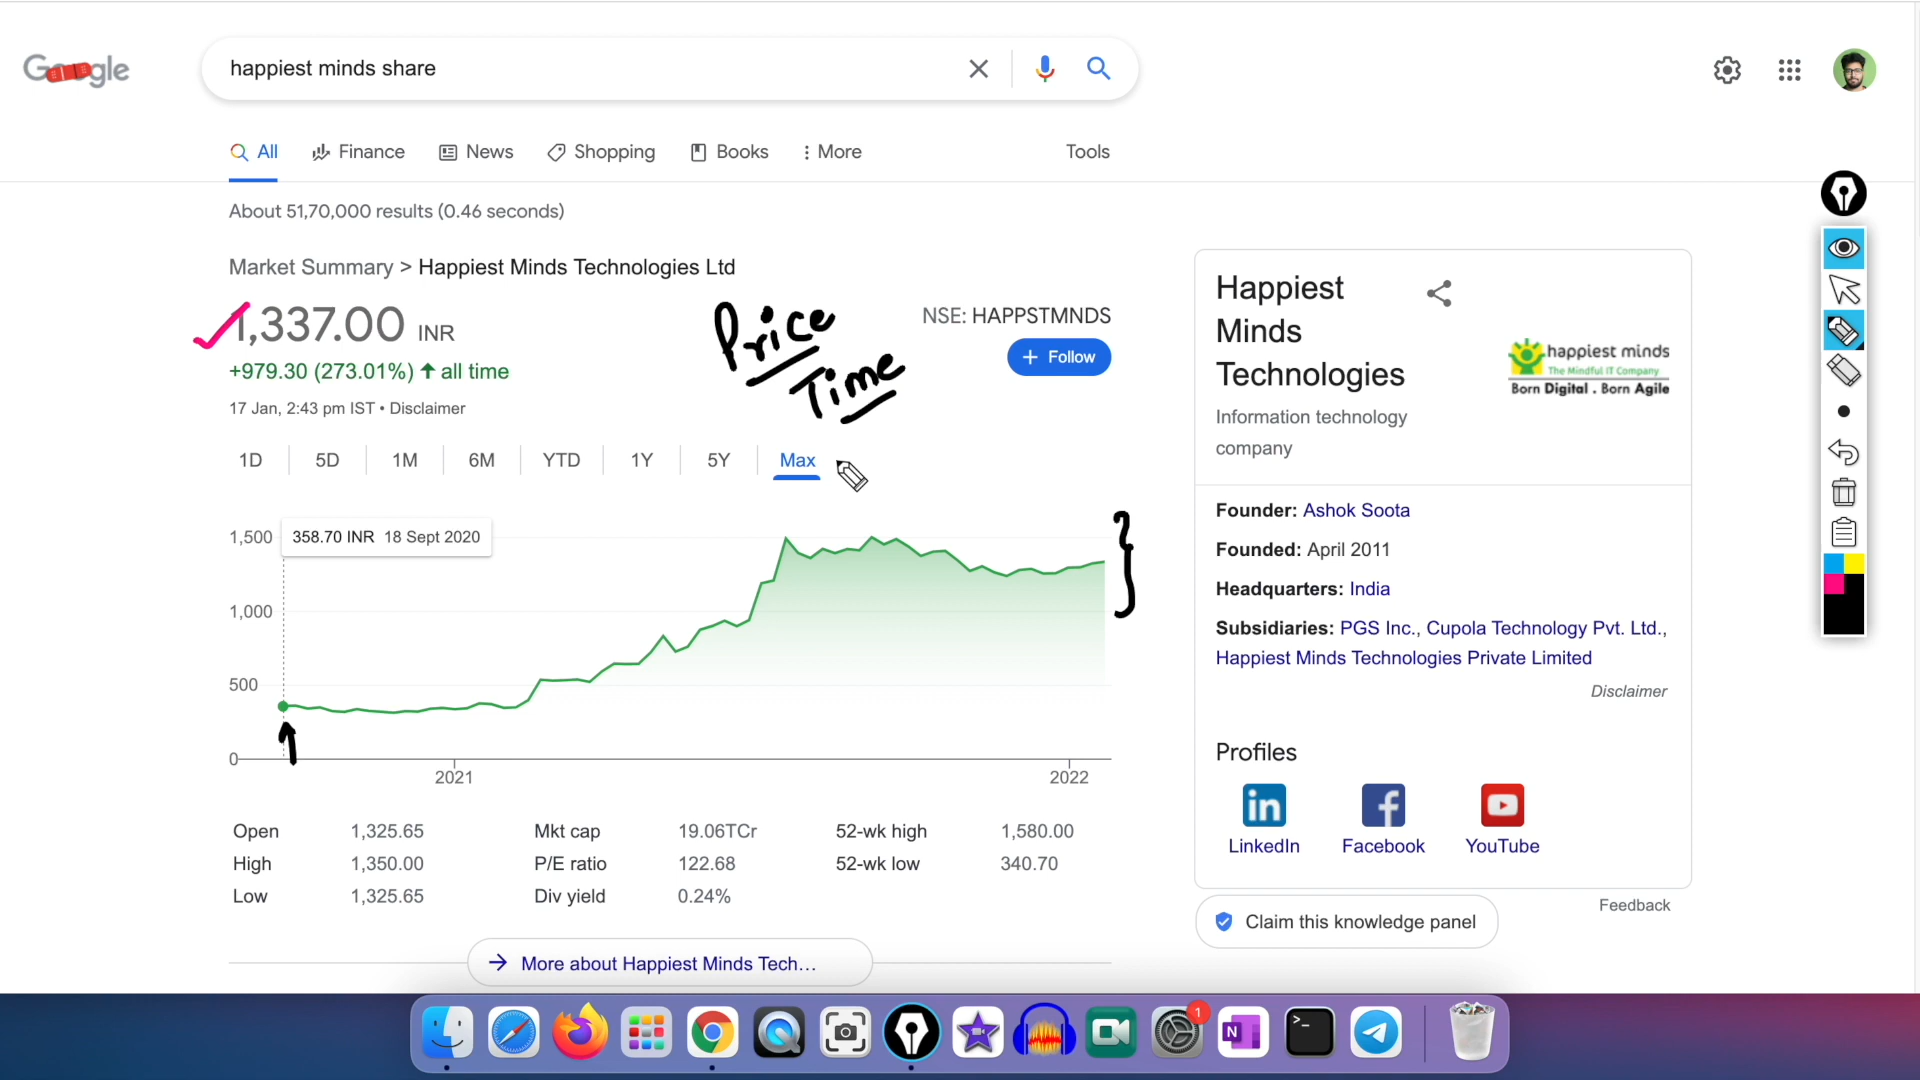 Google
happiest minds share
All Finance News Shopping Books More Tools
About 51,70,000 results (0.46 seconds)
Market Summary > Happiest Minds Technologies Ltd
1,337.00 INR
+979.30 (273.01%) all time
17 Jan, 2:43 pm IST • Disclaimer
Price
Time
NSE: HAPPSTMNDS
+ Follow
1D 5D 1M 6M YTD 1Y 5Y Max
358.70 INR 18 Sept 2020
1,500
1,000
500
0
2021 2022
Open 1,325.65 Mkt cap 19.06TCr 52-wk high 1,580.00
High 1,350.00 P/E ratio 122.68 52-wk low 340.70
Low 1,325.65 Div yield 0.24%
More about Happiest Minds Tech...
Happiest
Minds
Technologies
Information technology
company
happiest minds
The Mindful IT Company
Born Digital . Born Agile
Founder: Ashok Soota
Founded: April 2011
Headquarters: India
Subsidiaries: PGS Inc., Cupola Technology Pvt. Ltd.,
Happiest Minds Technologies Private Limited
Disclaimer
Profiles
LinkedIn Facebook YouTube
Feedback
Claim this knowledge panel
1